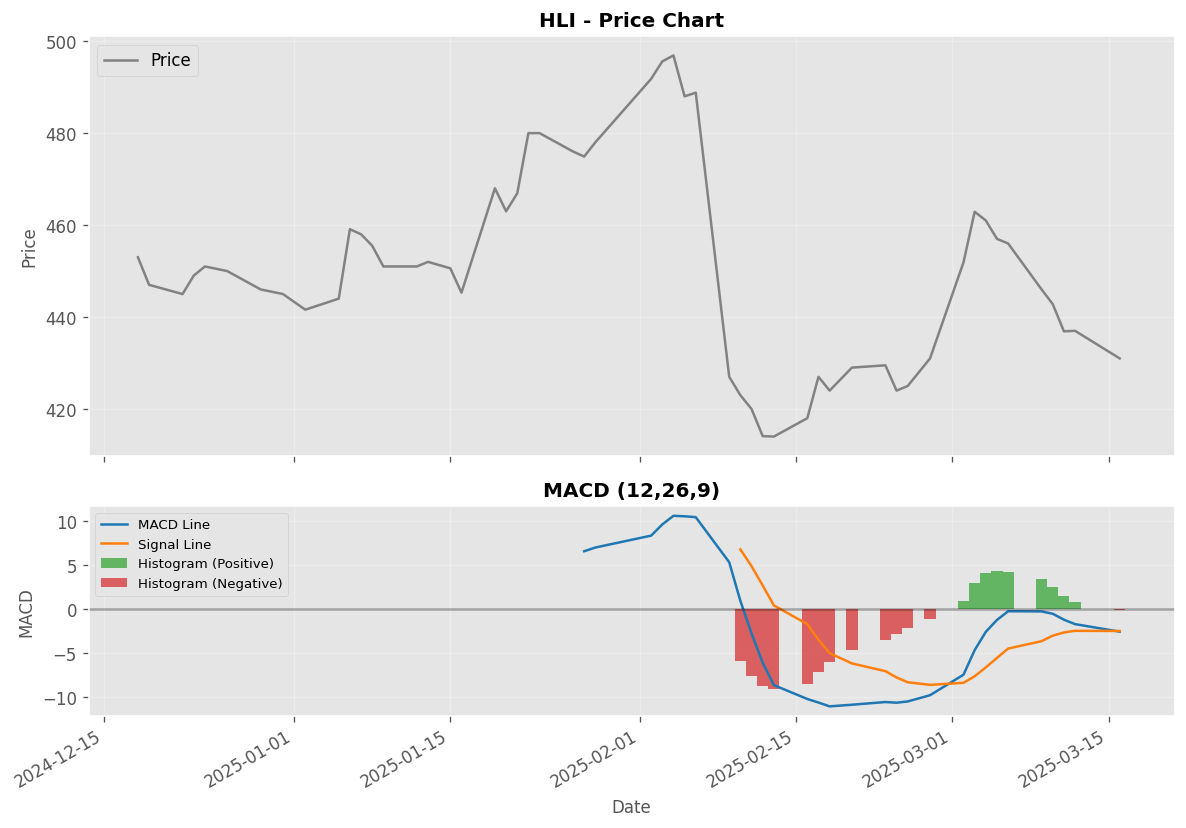 HLI - Price Chart
Price
500
480
460
440
420
Price
MACD (12,26,9)
MACD Line
Signal Line
Histogram (Positive)
Histogram (Negative)
10
5
0
−5
−10
MACD
2024-12-15
2025-01-01
2025-01-15
2025-02-01
2025-02-15
2025-03-01
2025-03-15
Date